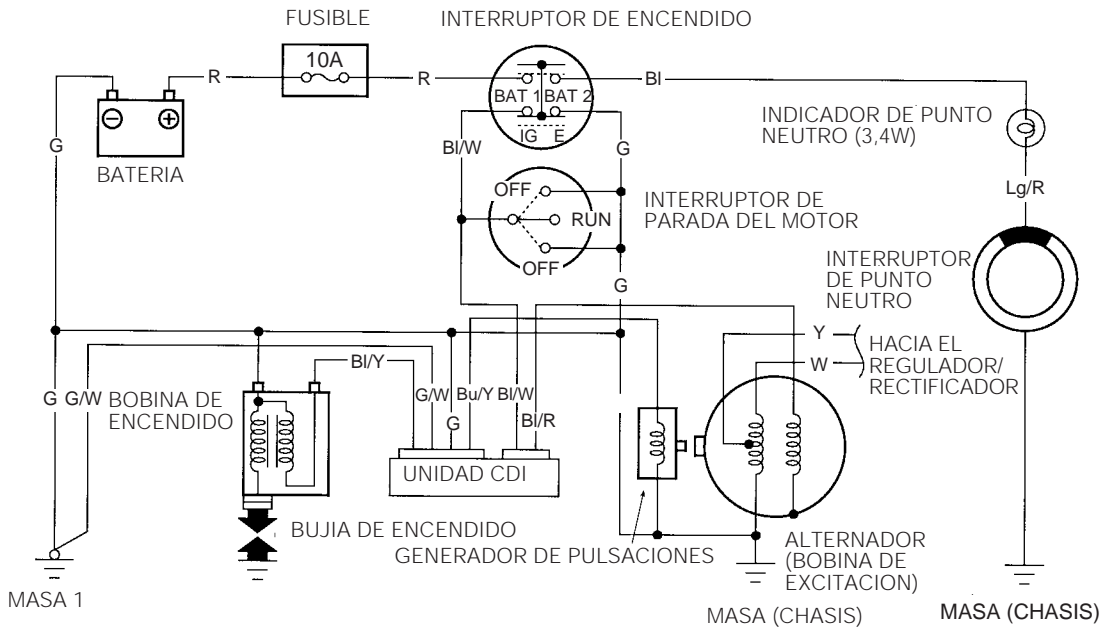 FUSIBLE
INTERRUPTOR DE ENCENDIDO
10A
R
R
Bl
BAT 1
BAT 2
INDICADOR DE PUNTO
NEUTRO (3,4W)
IG
E
G
Bl/W
G
BATERIA
OFF
Lg/R
INTERRUPTOR DE
PARADA DEL MOTOR
RUN
OFF
INTERRUPTOR
DE PUNTO
NEUTRO
G
Y
HACIA EL
REGULADOR/
RECTIFICADOR
W
Bl/Y
G
G/W
BOBINA DE
ENCENDIDO
G/W
Bu/Y
Bl/W
G
Bl/R
UNIDAD CDI
BUJIA DE ENCENDIDO
GENERADOR DE PULSACIONES
ALTERNADOR
(BOBINA DE
EXCITACION)
MASA 1
MASA (CHASIS)
MASA (CHASIS)